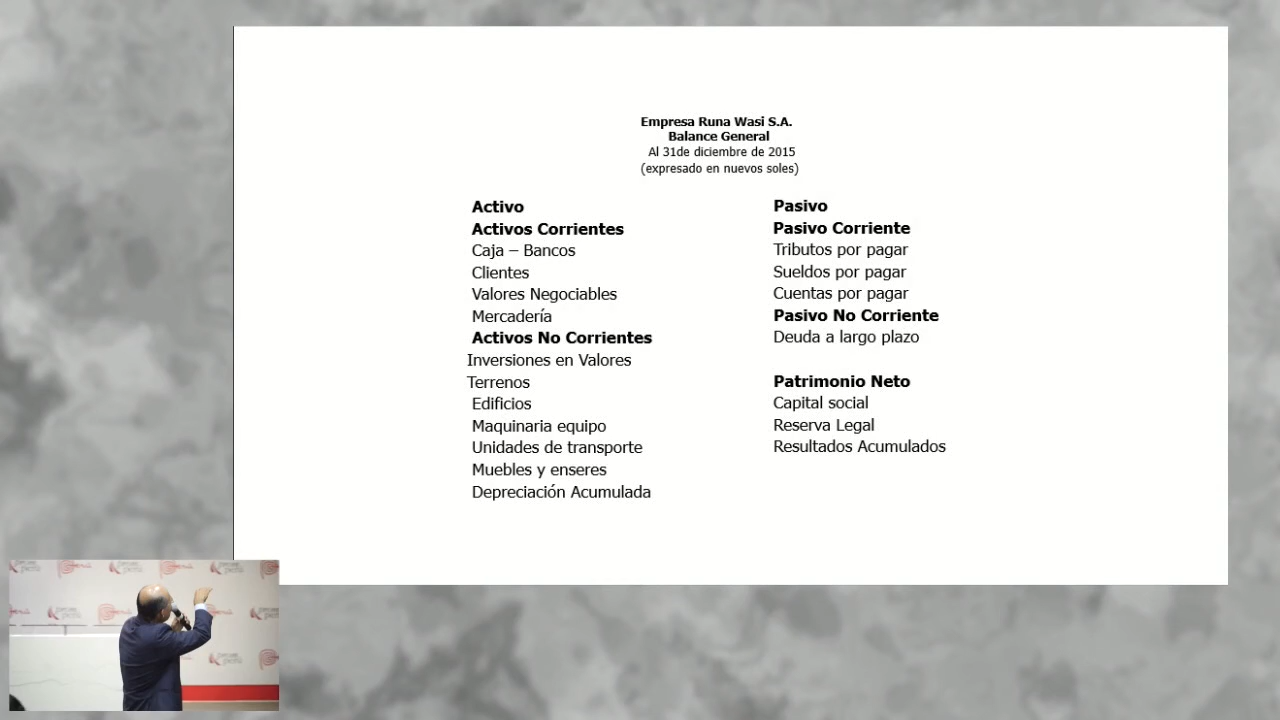 Empresa Runa Wasi S.A.
Balance General
Al 31de diciembre de 2015
(expresado en nuevos soles)
Activo
Activos Corrientes
Caja – Bancos
Clientes
Valores Negociables
Mercadería
Activos No Corrientes
Inversiones en Valores
Terrenos
Edificios
Maquinaria equipo
Unidades de transporte
Muebles y enseres
Depreciación Acumulada
Pasivo
Pasivo Corriente
Tributos por pagar
Sueldos por pagar
Cuentas por pagar
Pasivo No Corriente
Deuda a largo plazo
Patrimonio Neto
Capital social
Reserva Legal
Resultados Acumulados